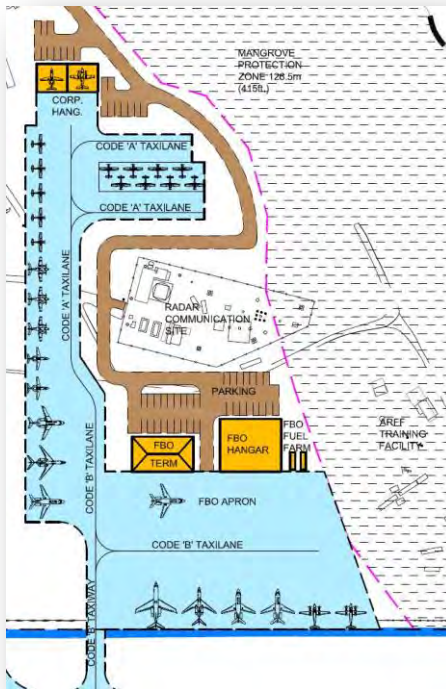 MANGROVE
PROTECTION
ZONE 126.5m
(415ft.)
CORP.
HANG.
CODE 'A' TAXILANE
CODE 'A' TAXILANE
CODE 'A' TAXILANE
RADAR
COMMUNICATION
SITE
PARKING
FBO
TERM
FBO
HANGAR
FBO
FUEL
FARM
ARFF
TRAINING
FACILITY
CODE 'B' TAXILANE
FBO APRON
CODE 'B' TAXILANE
CODE 'B' TAXIWAY